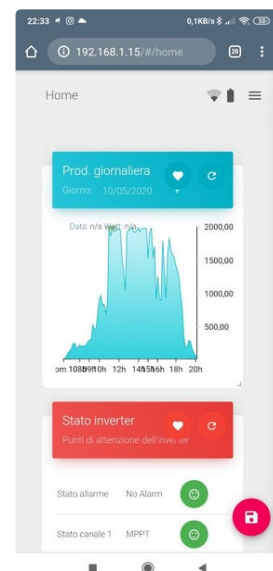 22:33
0,1KB/s
30
192.168.1.15/#/home
29
Home
Prod. giornaliera
Giorno: 10/05/2020
Data: n/a Watt: n/a
2000,00
1500,00
1000,00
500,00
12h
18h
20h
Stato inverter
Punti di attenzione dell'inverter
Stato allarme No Alarm
Stato canale 1 MPPT